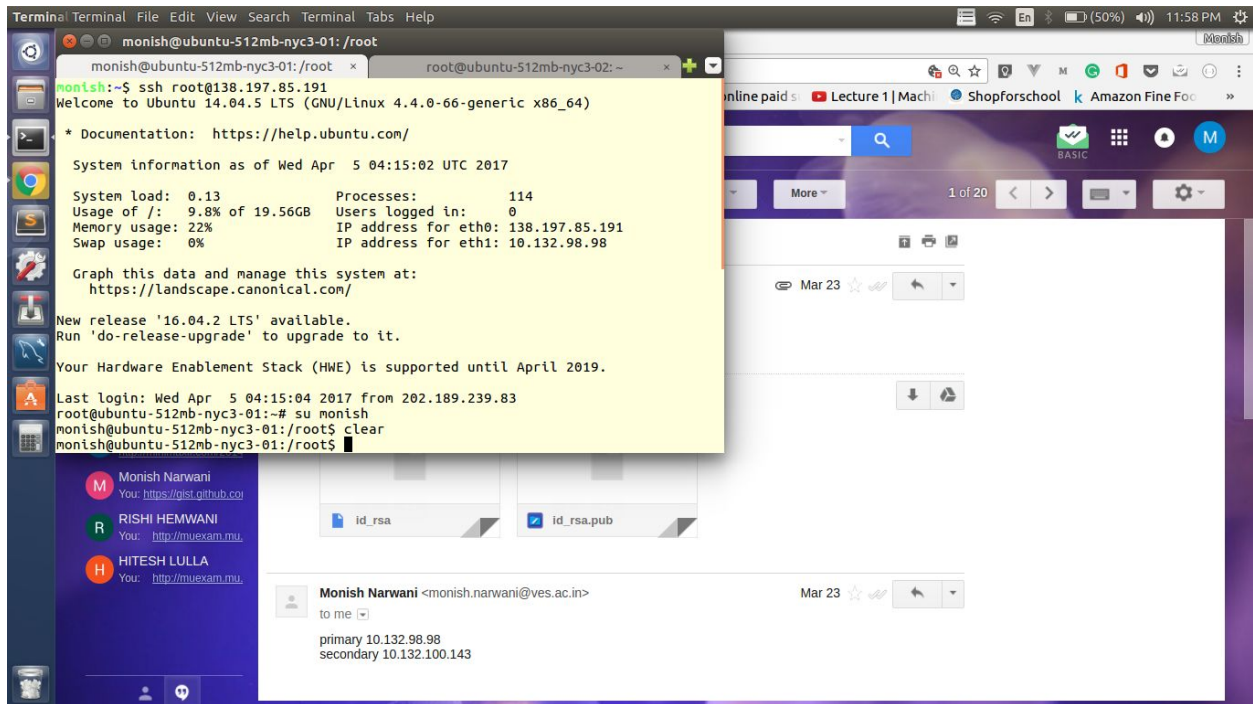 Terminal Terminal File Edit View Search Terminal Tabs Help
En (50%) 11:58 PM
monish@ubuntu-512mb-nyc3-01: /root
Monish
monish@ubuntu-512mb-nyc3-01: /root × root@ubuntu-512mb-nyc3-02: ~ ×
monish:~$ ssh root@138.197.85.191
Welcome to Ubuntu 14.04.5 LTS (GNU/Linux 4.4.0-66-generic x86_64)
* Documentation: https://help.ubuntu.com/
System information as of Wed Apr 5 04:15:02 UTC 2017
System load: 0.13 Processes: 114
Usage of /: 9.8% of 19.56GB Users logged in: 0
Memory usage: 22% IP address for eth0: 138.197.85.191
Swap usage: 0% IP address for eth1: 10.132.98.98
Graph this data and manage this system at:
https://landscape.canonical.com/
New release '16.04.2 LTS' available.
Run 'do-release-upgrade' to upgrade to it.
Your Hardware Enablement Stack (HWE) is supported until April 2019.
Last login: Wed Apr 5 04:15:04 2017 from 202.189.239.83
root@ubuntu-512mb-nyc3-01:~# su monish
monish@ubuntu-512mb-nyc3-01:/root$ clear
monish@ubuntu-512mb-nyc3-01:/root$
nline paid s Lecture 1 | Machi Shopforschool Amazon Fine Foo »
BASIC M
More 1 of 20
Mar 23
M Monish Narwani
You: https://gist.github.co
R RISHI HEMWANI
You: http://muexam.mu.
H HITESH LULLA
You: http://muexam.mu.
id_rsa id_rsa.pub
Monish Narwani <monish.narwani@ves.ac.in> Mar 23
to me
primary 10.132.98.98
secondary 10.132.100.143